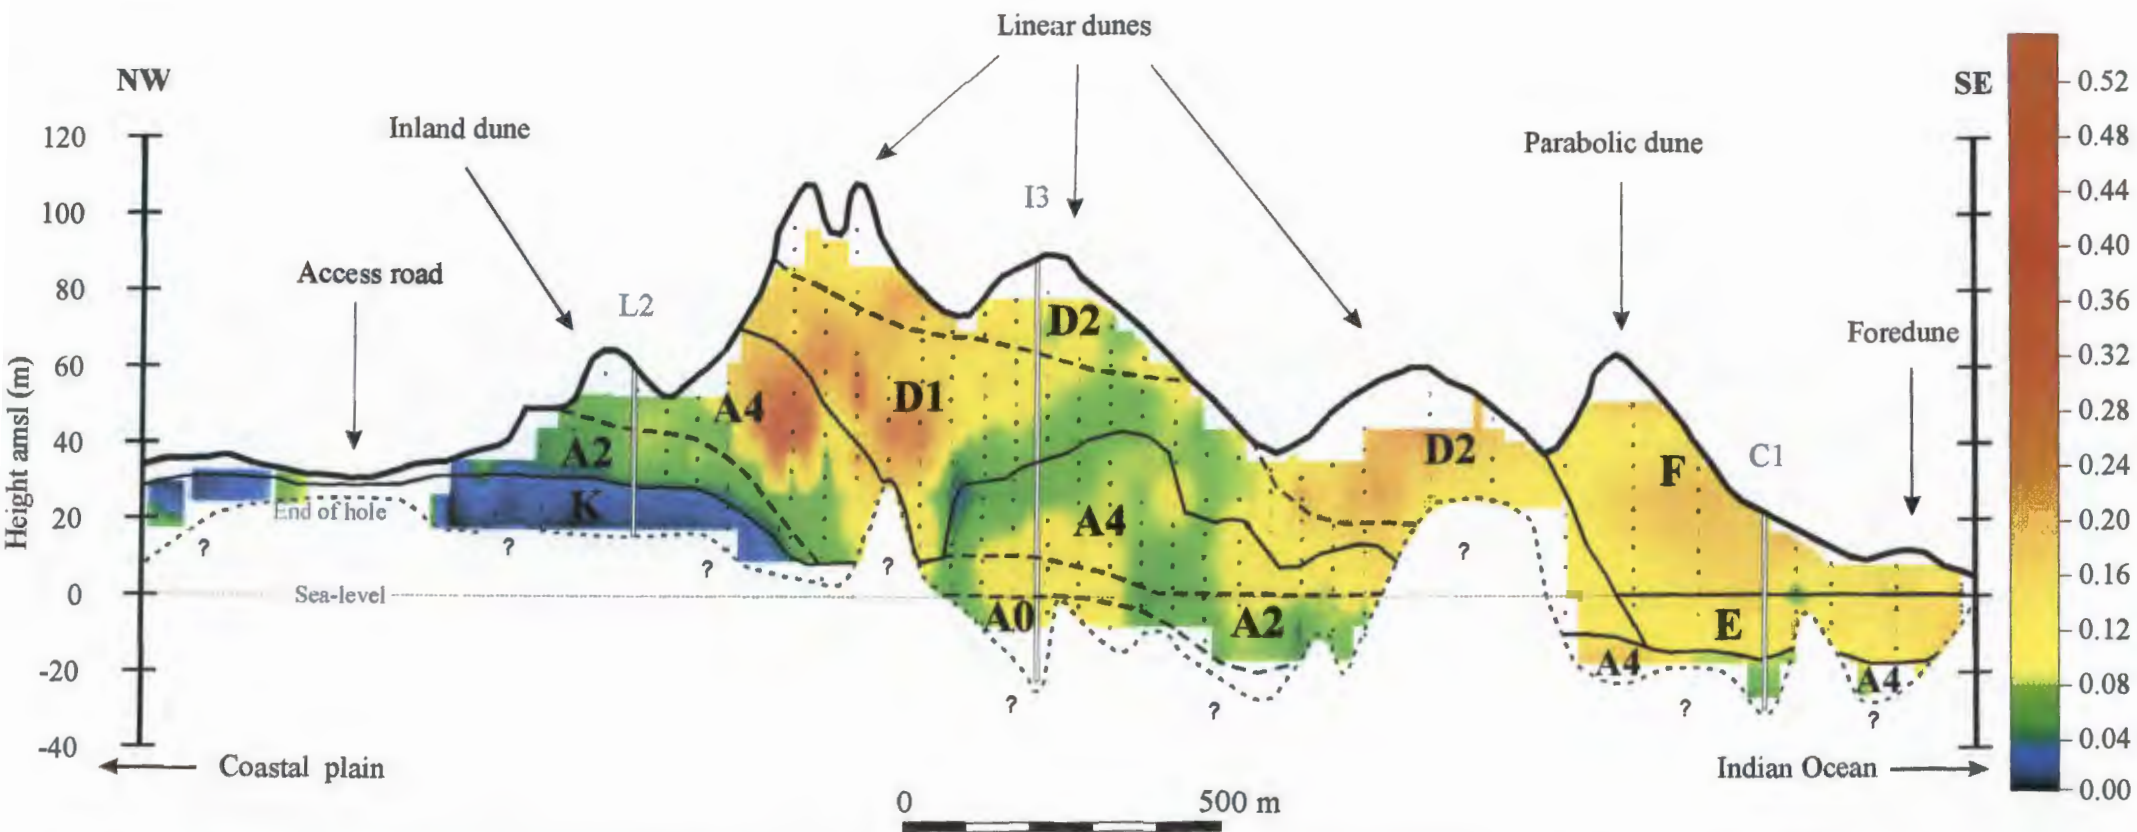 Linear dunes
NW
SE
Inland dune
Parabolic dune
I3
Access road
L2
Foredune
D2
A4
D1
A2
D2
F
C1
K
End of hole
A4
?
?
?
?
?
Sea-level
A0
A2
E
A4
A4
?
?
?
?
Height amsl (m)
120
100
80
60
40
20
0
-20
-40
0.52
0.48
0.44
0.40
0.36
0.32
0.28
0.24
0.20
0.16
0.12
0.08
0.04
0.00
Coastal plain
Indian Ocean
0
500 m